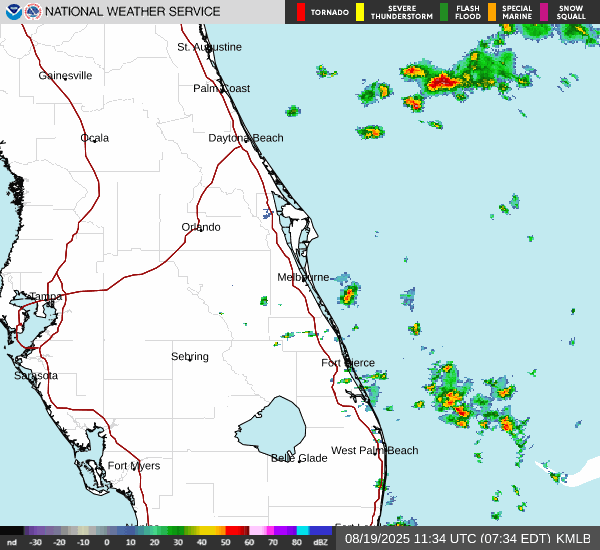 NATIONAL WEATHER SERVICE
TORNADO
SEVERE THUNDERSTORM
FLASH FLOOD
SPECIAL MARINE
SNOW SQUALL
St. Augustine
Gainesville
Palm Coast
Ocala
Daytona Beach
Orlando
Melbourne
Tampa
Sebring
Fort Pierce
Sarasota
West Palm Beach
Belle Glade
Fort Myers
nd -30 -20 -10 0 10 20 30 40 50 60 70 80 dBZ
08/19/2025 11:34 UTC (07:34 EDT) KMLB